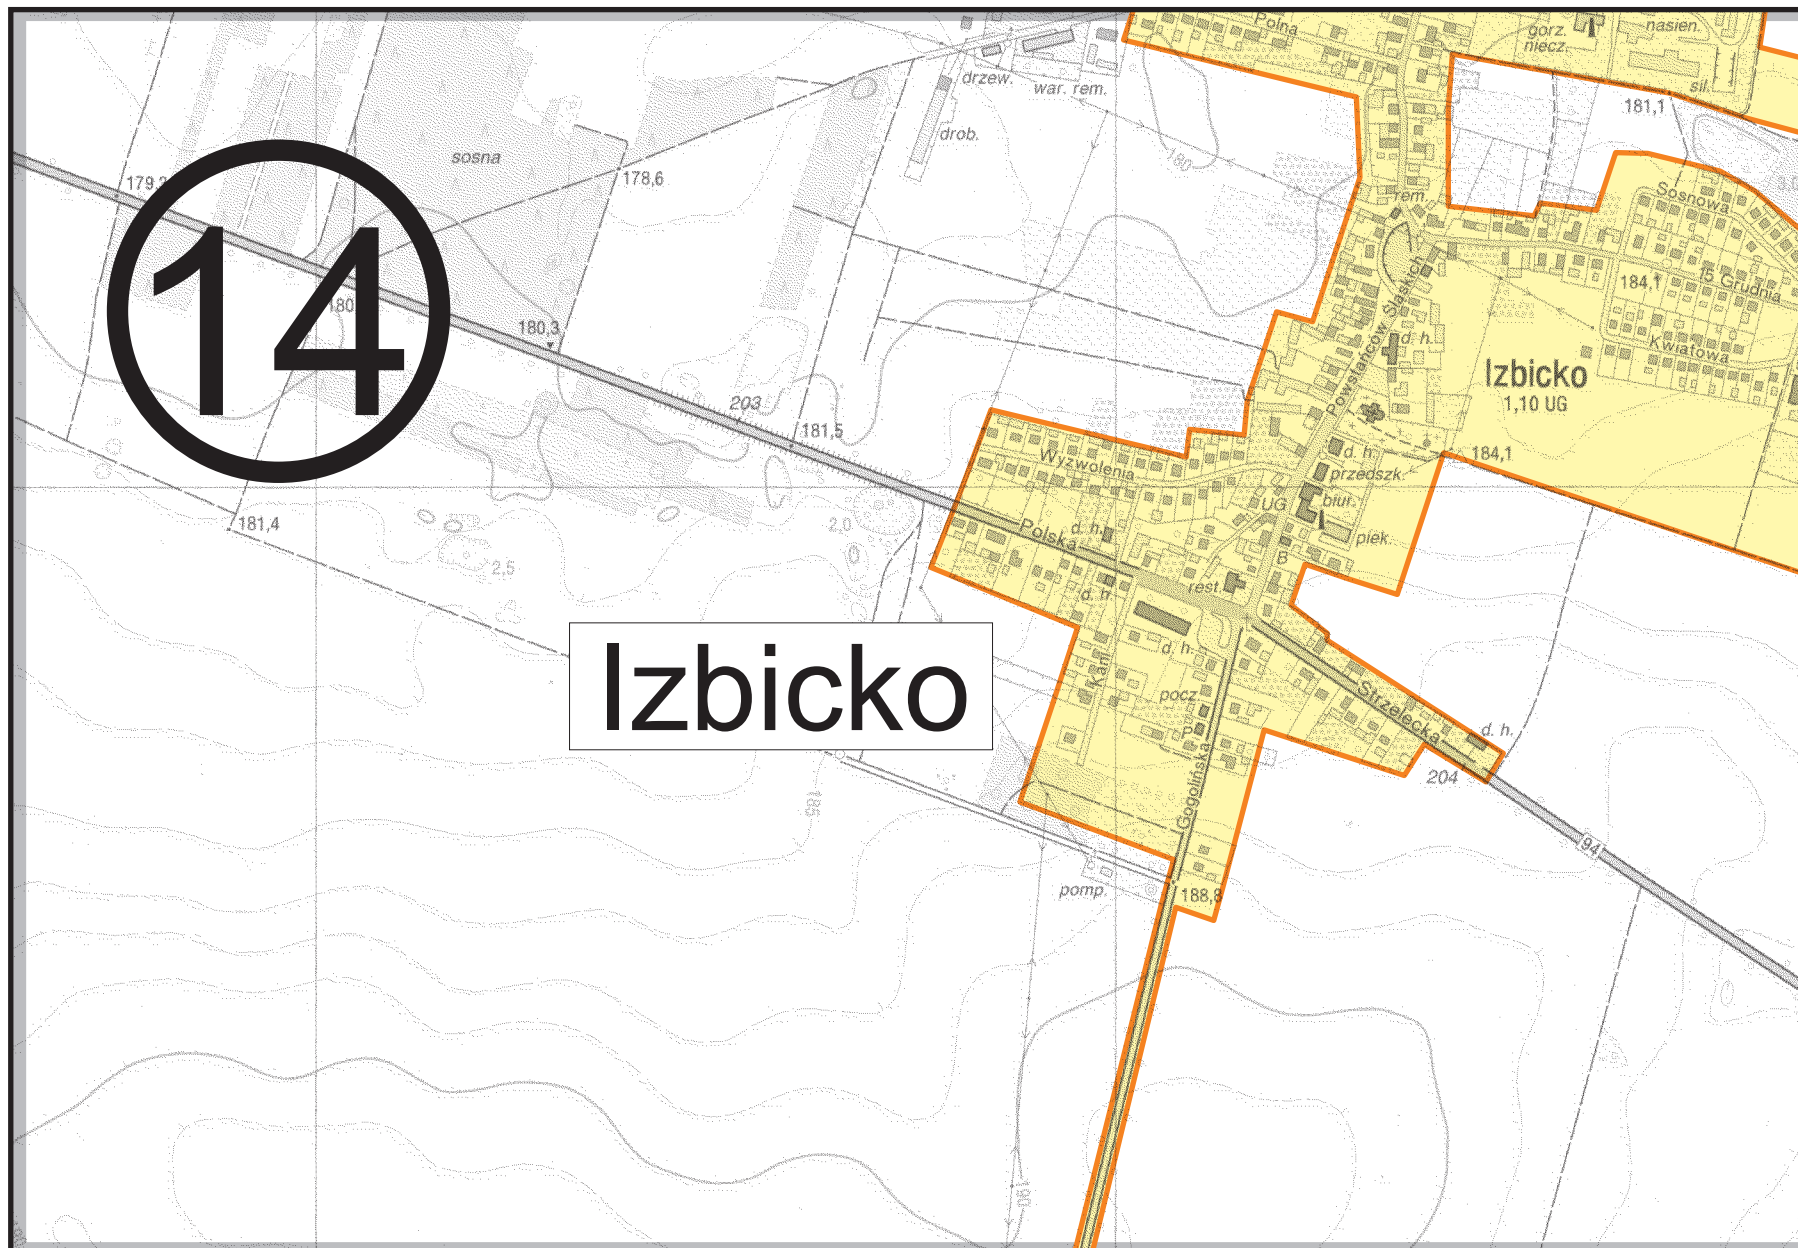 Polna
gorz.
niecz.
nasien.
drzew.
war. rem.
sil.
181,1
drob.
sosna
180
179,2
178,6
rem.
Sosnowa
14
180,3
184,1
15 Grudnia
Powstańców Śląskich
d. h.
Kwiatowa
Izbicko
1,10 UG
203
181,5
Wyzwolenia
d. h.
184,1
przedszk.
UG
biur.
181,4
2,0
Polska
d. h.
piek.
B
2,5
d. h.
rest.
Izbicko
d. h.
Kam
pocz.
P
Strzelecka
d. h.
204
Gogolińska
185
94
pomp.
188,8
190